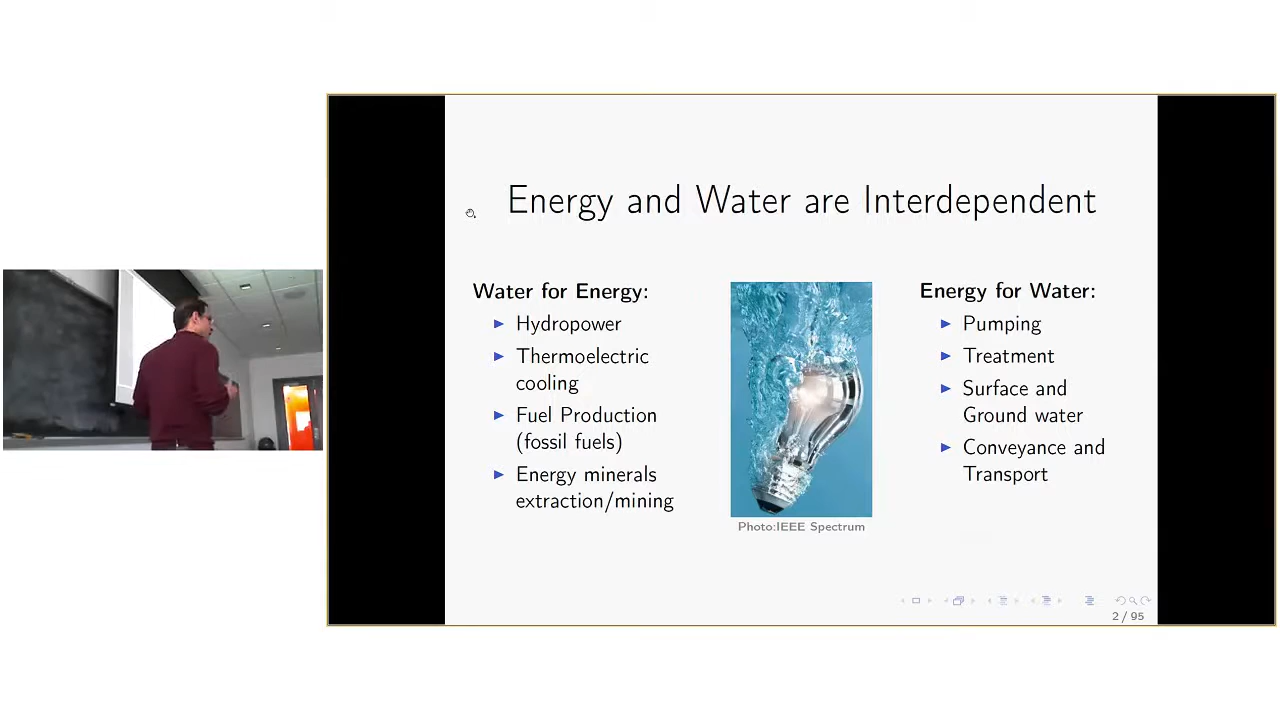 Energy and Water are Interdependent
Water for Energy:
Hydropower
Thermoelectric
cooling
Fuel Production
(fossil fuels)
Energy minerals
extraction/mining
Photo:IEEE Spectrum
Energy for Water:
Pumping
Treatment
Surface and
Ground water
Conveyance and
Transport
2 / 95